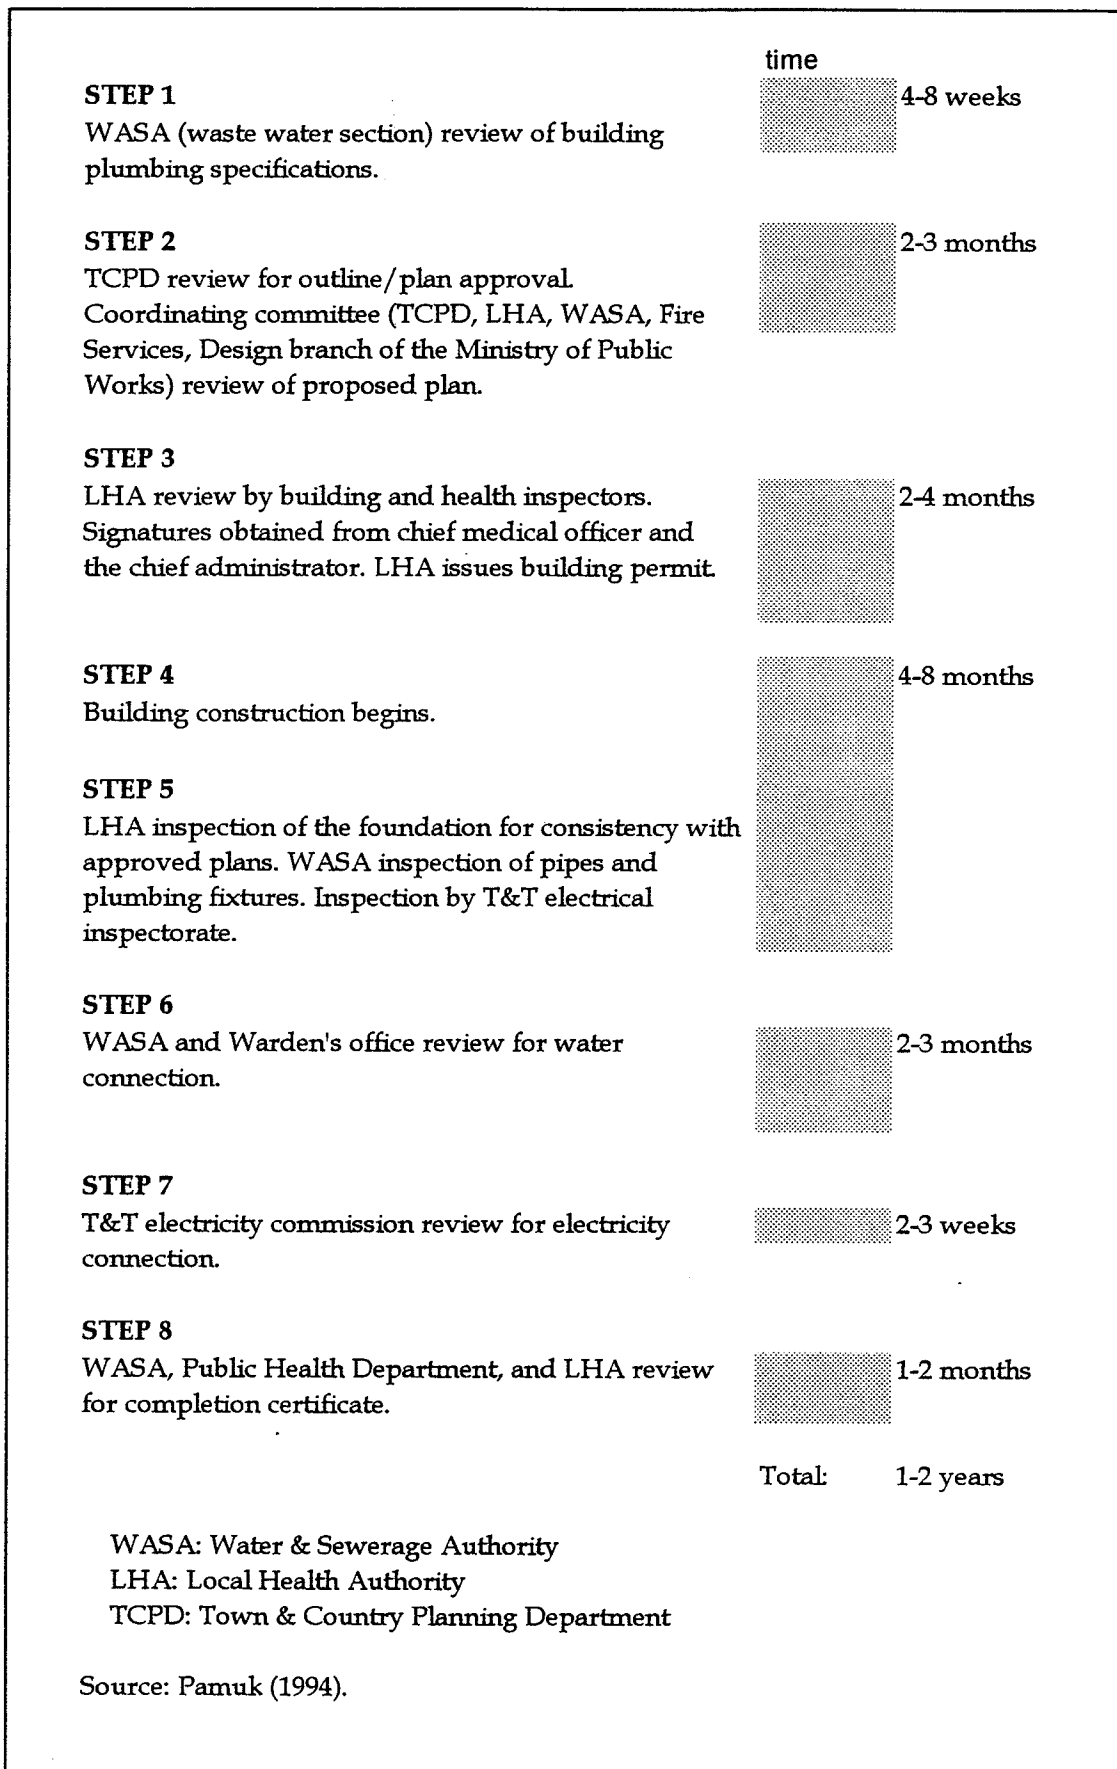 time
STEP 1
4-8 weeks
WASA (waste water section) review of building
plumbing specifications.
STEP 2
2-3 months
TCPD review for outline/plan approval.
Coordinating committee (TCPD, LHA, WASA, Fire
Services, Design branch of the Ministry of Public
Works) review of proposed plan.
STEP 3
LHA review by building and health inspectors.
2-4 months
Signatures obtained from chief medical officer and
the chief administrator. LHA issues building permit.
STEP 4
4-8 months
Building construction begins.
STEP 5
LHA inspection of the foundation for consistency with
approved plans. WASA inspection of pipes and
plumbing fixtures. Inspection by T&T electrical
inspectorate.
STEP 6
WASA and Warden's office review for water
2-3 months
connection.
STEP 7
T&T electricity commission review for electricity
2-3 weeks
connection.
STEP 8
WASA, Public Health Department, and LHA review
1-2 months
for completion certificate.
Total: 1-2 years
WASA: Water & Sewerage Authority
LHA: Local Health Authority
TCPD: Town & Country Planning Department
Source: Pamuk (1994).